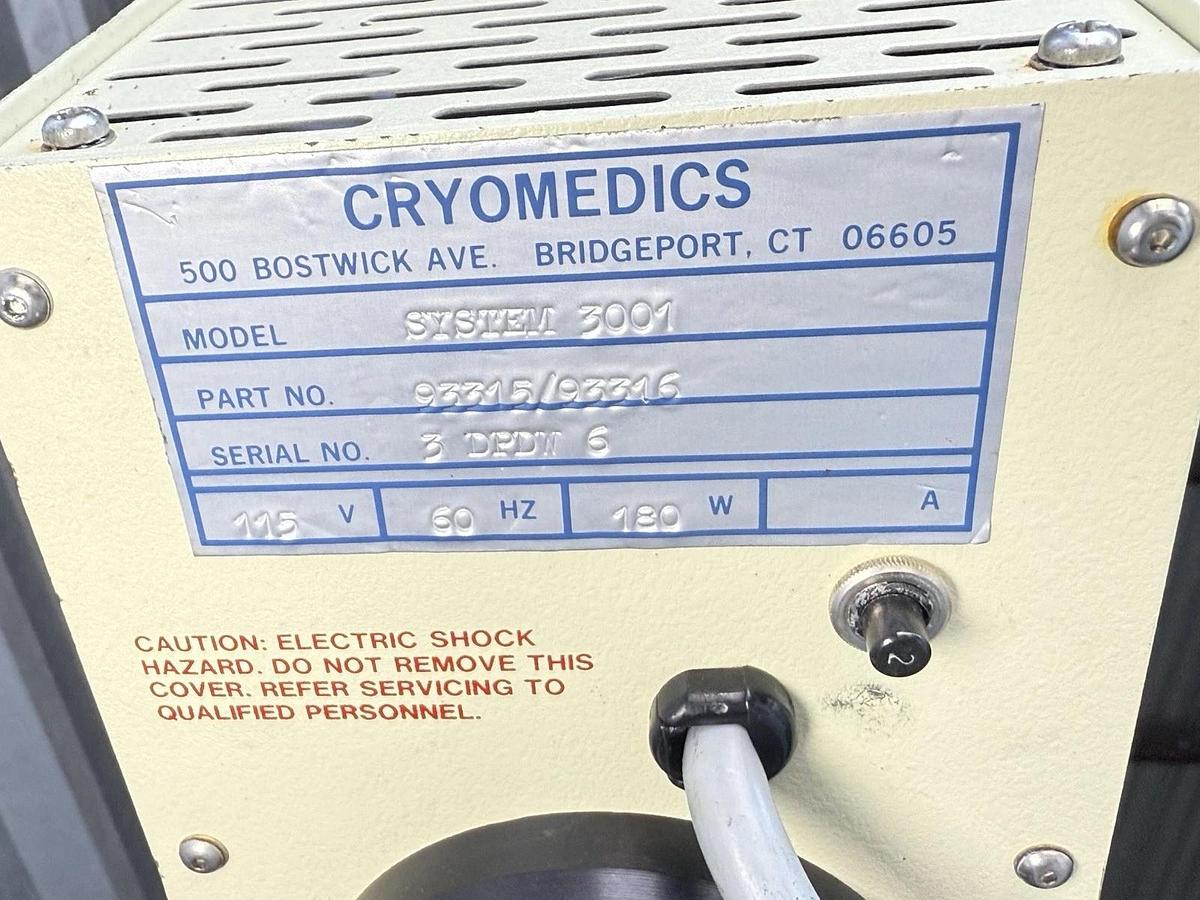 CRYOMEDICS
500 BOSTWICK AVE. BRIDGEPORT, CT 06605
MODEL SYSTEM 3001
PART NO. 93315/93316
SERIAL NO. 3 DPDW 6
115 V 60 HZ 180 W A
2
CAUTION: ELECTRIC SHOCK
HAZARD. DO NOT REMOVE THIS
COVER. REFER SERVICING TO
QUALIFIED PERSONNEL.